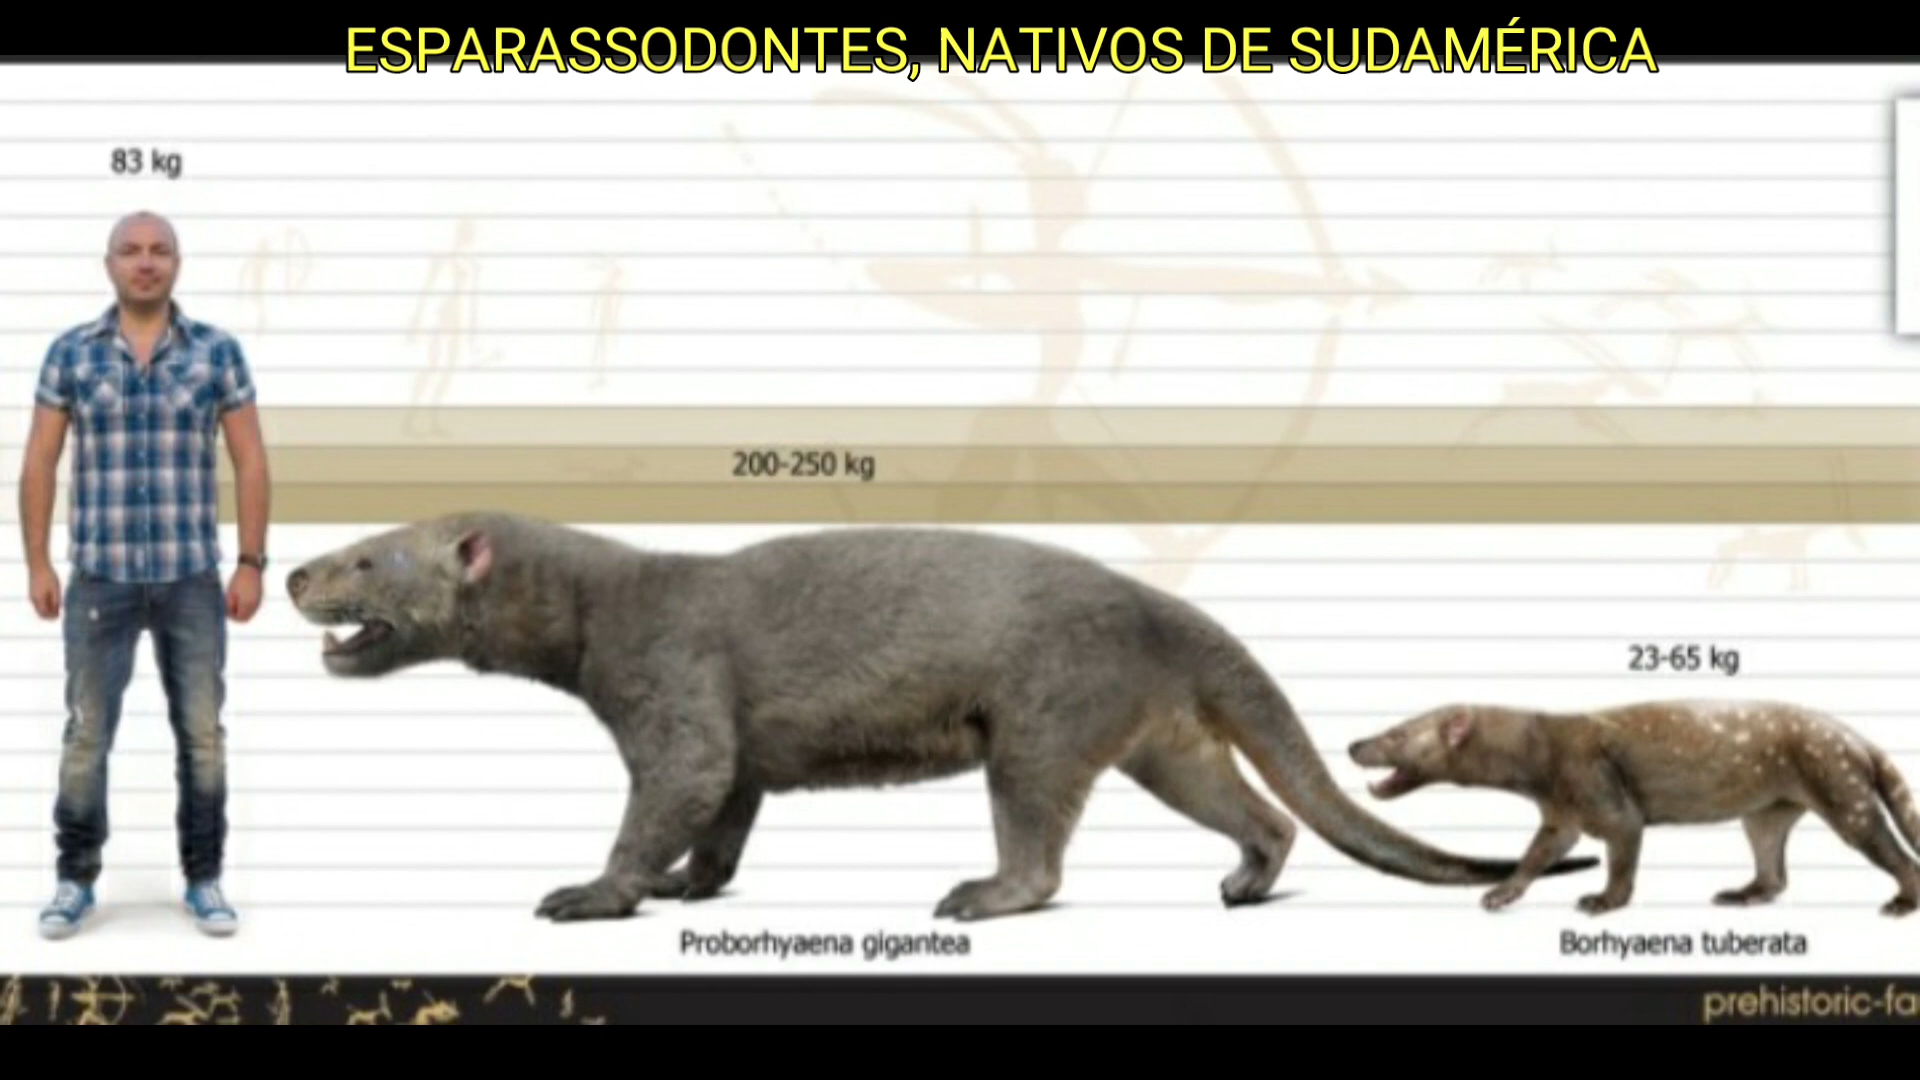 ESPARASSODONTES, NATIVOS DE SUDAMÉRICA
83 kg
200-250 kg
23-65 kg
Proborhyaena gigantea
Borhyaena tuberata
prehistoric-fa